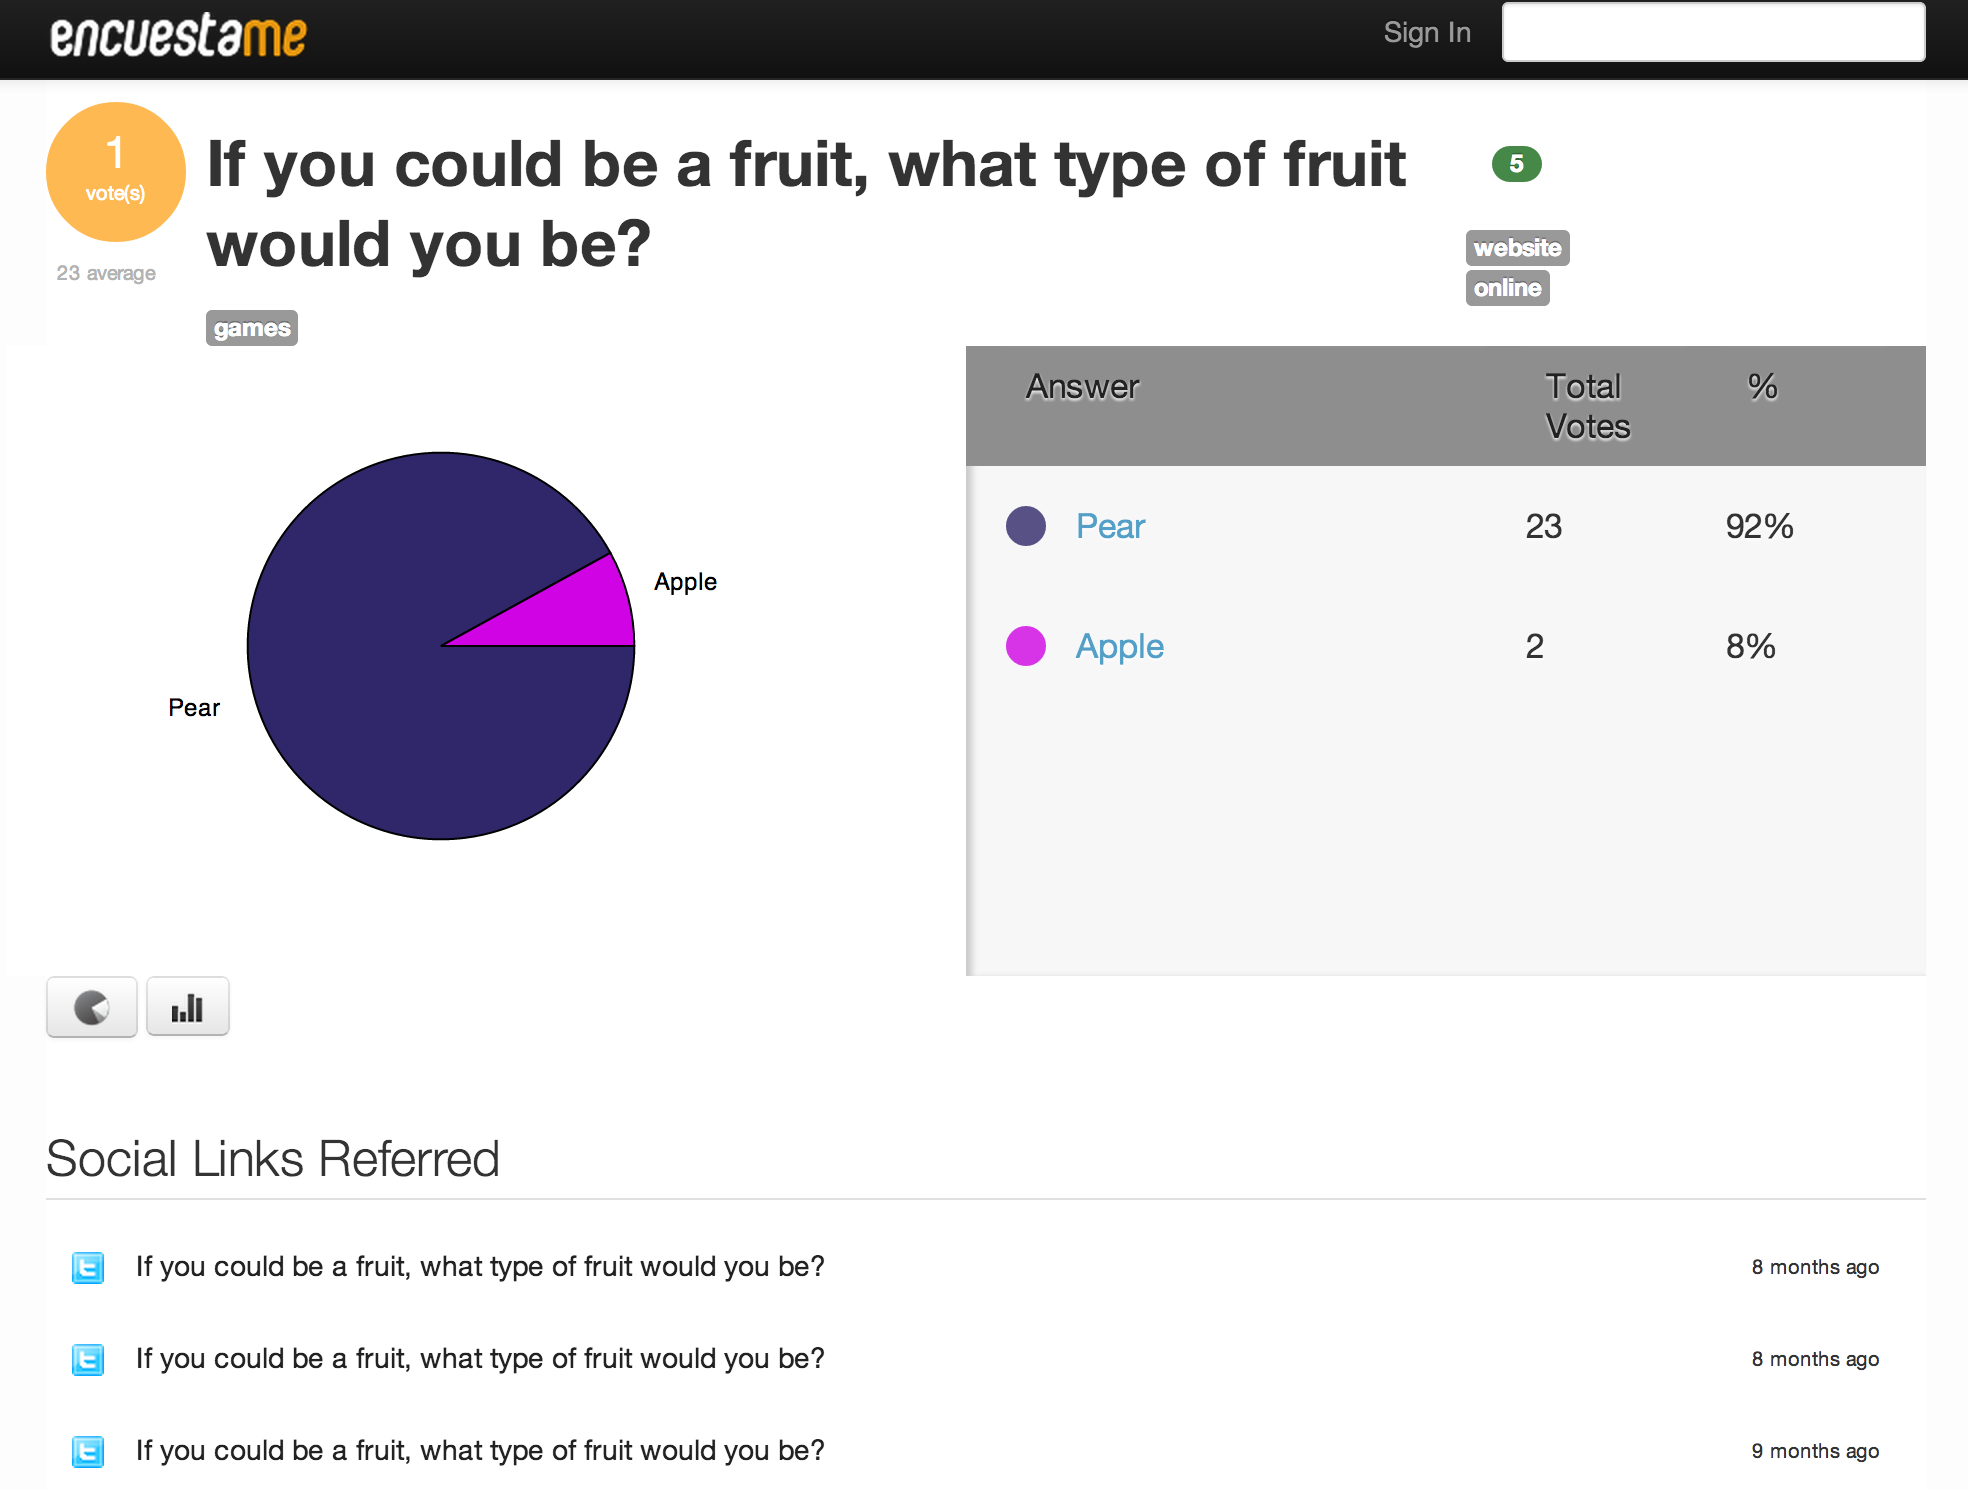 encuestame
Sign In
1
vote(s)
23 average
If you could be a fruit, what type of fruit
would you be?
games
5
website
online
Answer
Total
Votes
%
Pear
23
92%
Apple
2
8%
Apple
Pear
Social Links Referred
If you could be a fruit, what type of fruit would you be?
8 months ago
If you could be a fruit, what type of fruit would you be?
8 months ago
If you could be a fruit, what type of fruit would you be?
9 months ago